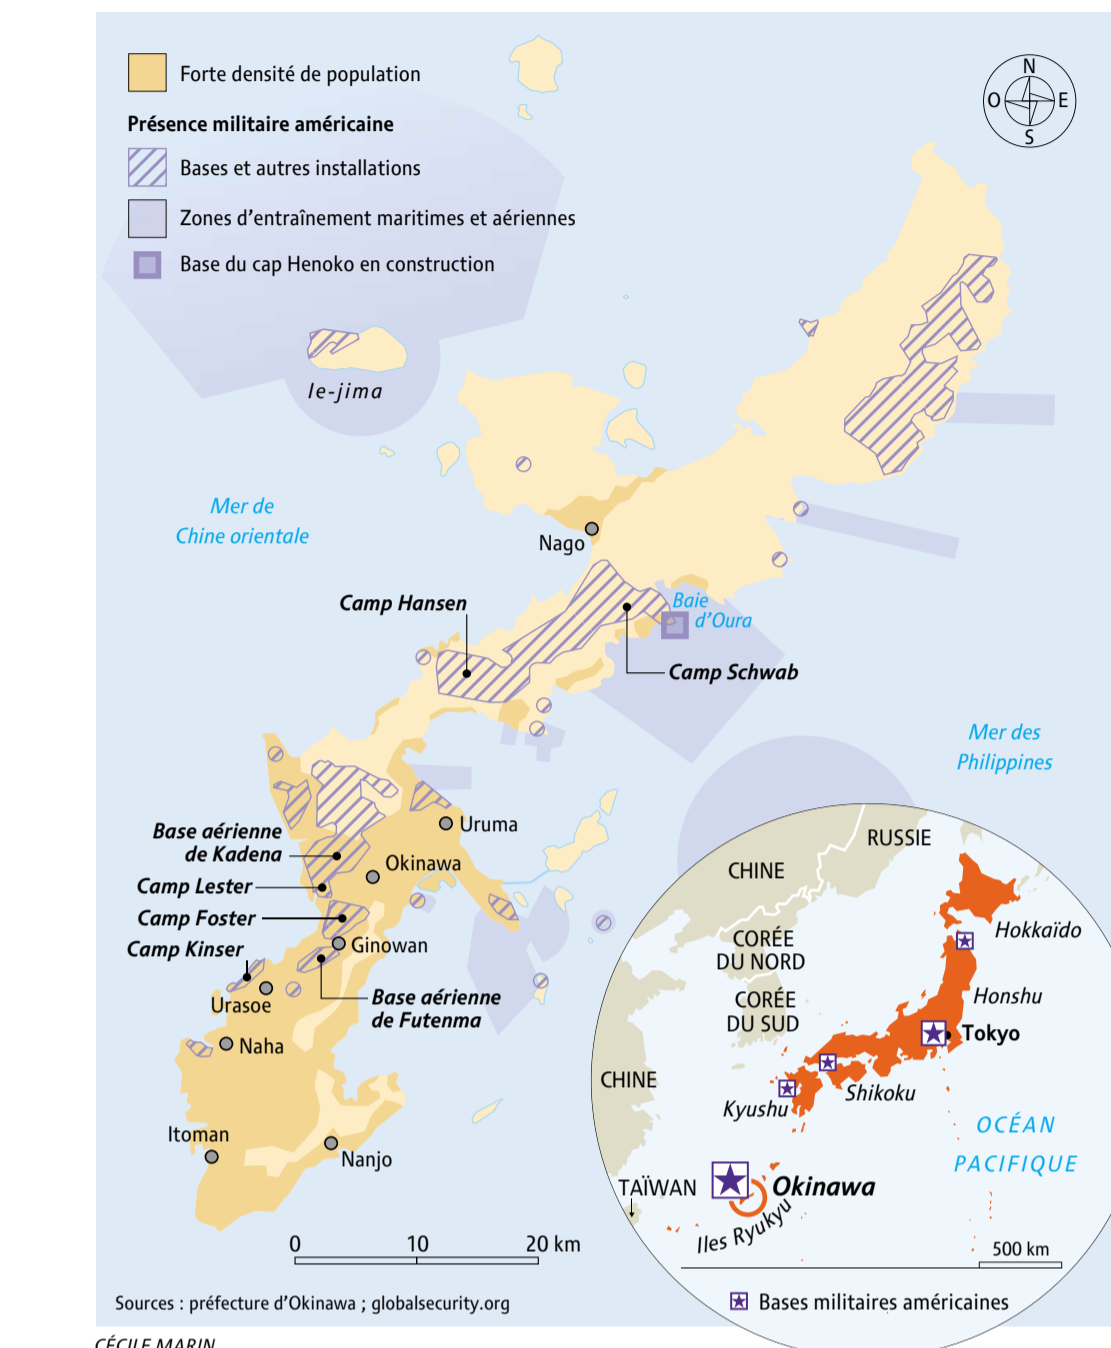 Forte densité de population
Présence militaire américaine
Bases et autres installations
Zones d'entraînement maritimes et aériennes
Base du cap Henoko en construction
N
O
E
S
Ie-jima
Mer de
Chine orientale
Nago
Camp Hansen
Baie
d'Oura
Camp Schwab
Mer des
Philippines
Base aérienne
de Kadena
Uruma
Okinawa
Camp Lester
Camp Foster
Camp Kinser
Ginowan
Urasoe
Base aérienne
de Futenma
Naha
Itoman
Nanjo
0 10 20 km
Sources : préfecture d'Okinawa ; globalsecurity.org
CÉCILE MARIN
RUSSIE
CHINE
CORÉE
DU NORD
Hokkaïdo
CORÉE
DU SUD
Honshu
Tokyo
CHINE
Shikoku
Kyushu
OCÉAN
PACIFIQUE
TAÏWAN
Okinawa
Iles Ryukyu
500 km
Bases militaires américaines